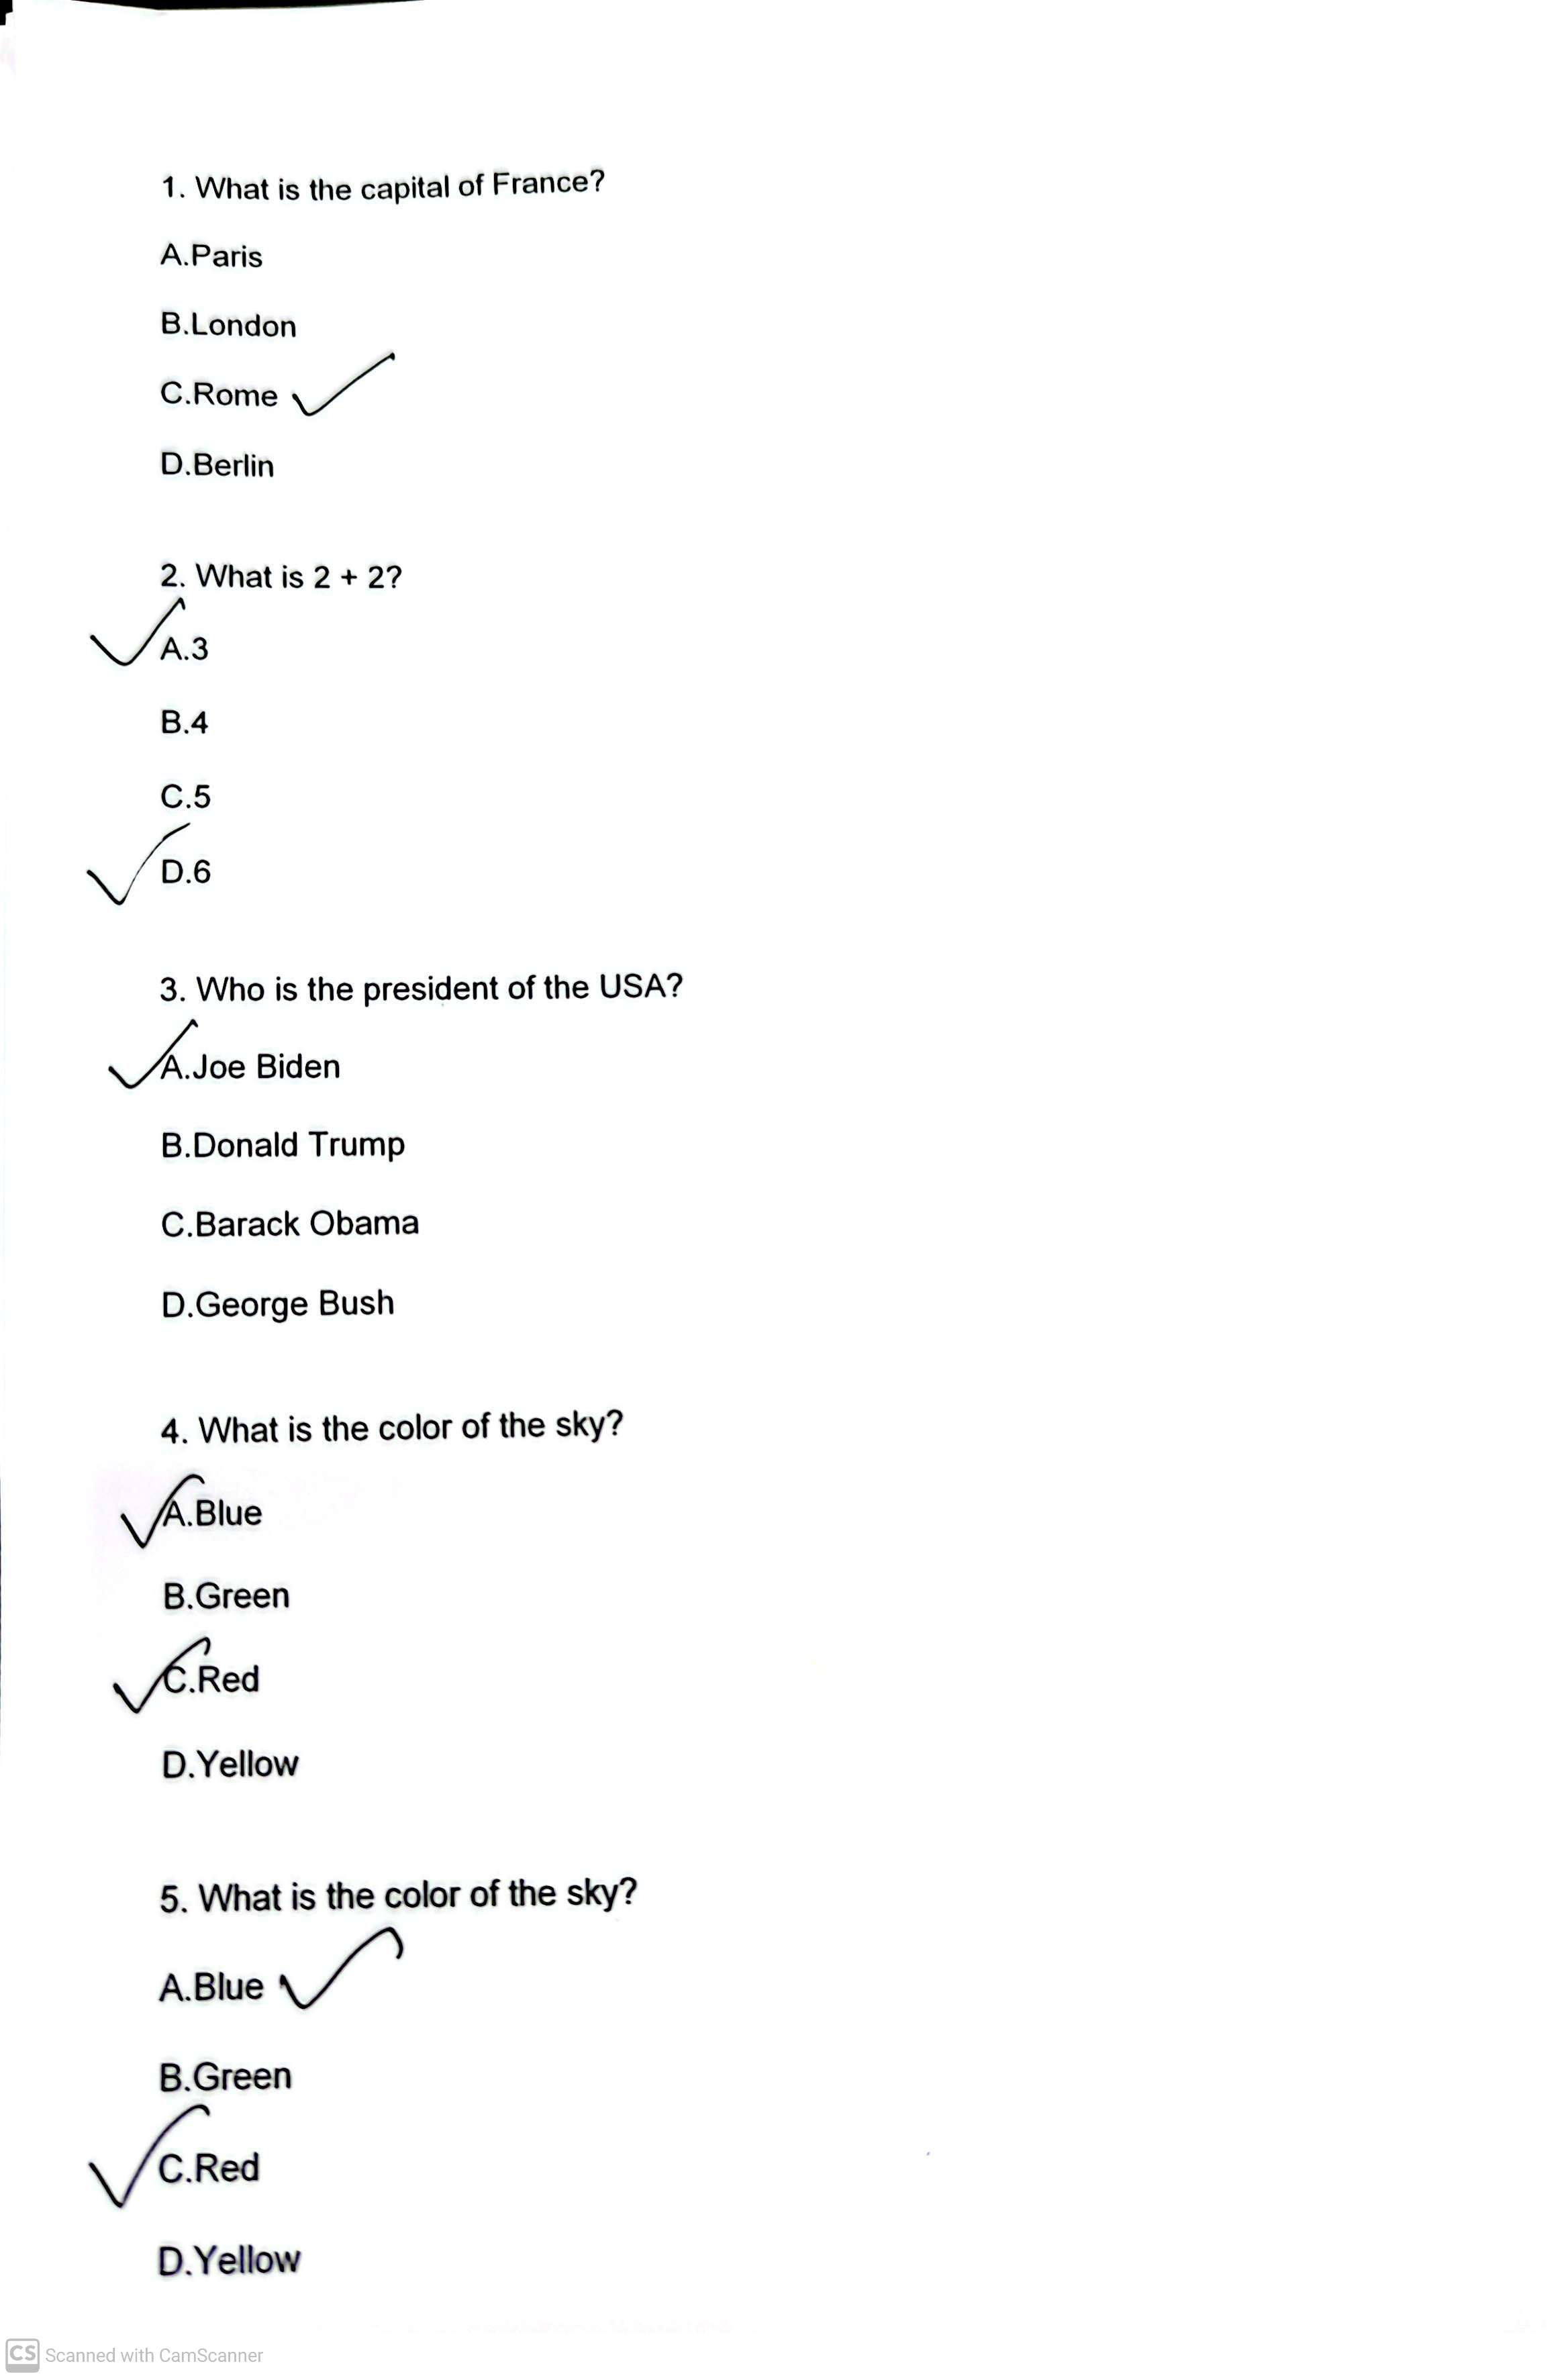 1. What is the capital of France?
A.Paris
B.London
C.Rome ✓
D.Berlin
2. What is 2 + 2?
✓ A.3
B.4
C.5
✓ D.6
3. Who is the president of the USA?
✓ A.Joe Biden
B.Donald Trump
C.Barack Obama
D.George Bush
4. What is the color of the sky?
✓ A.Blue
B.Green
✓ C.Red
D.Yellow
5. What is the color of the sky?
A.Blue ✓
B.Green
✓ C.Red
D.Yellow
CS Scanned with CamScanner